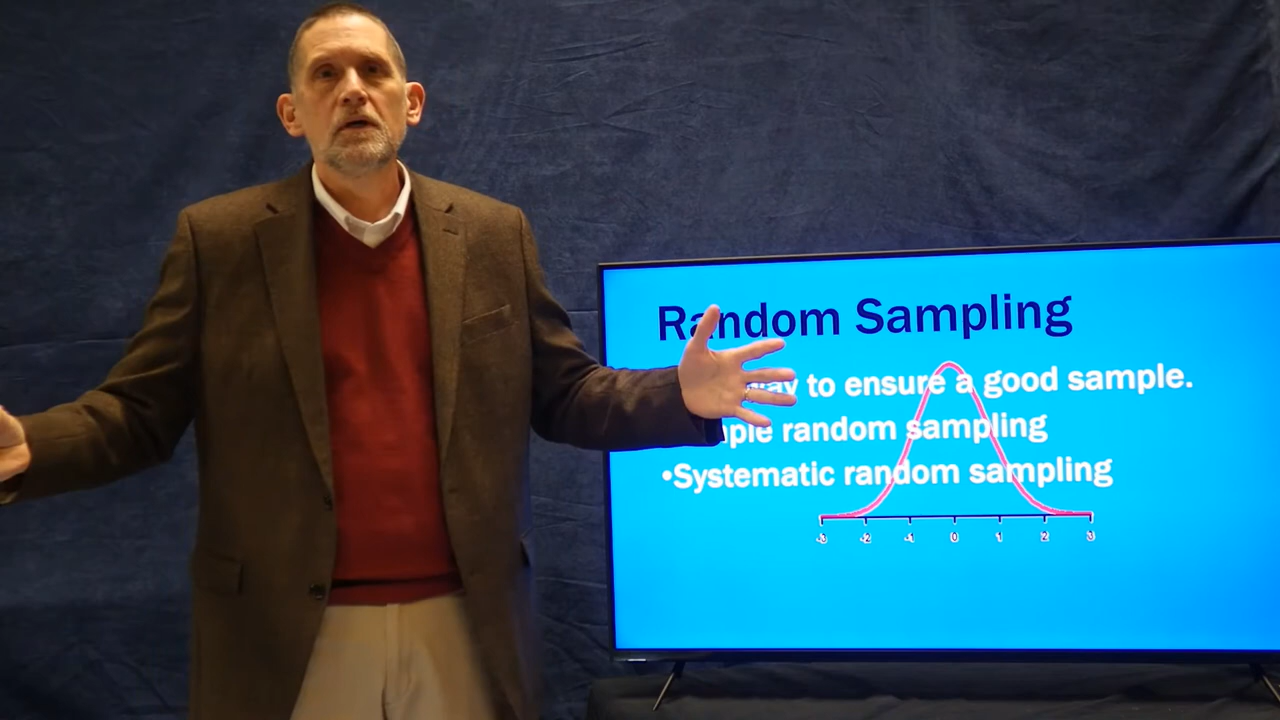 Random Sampling
way to ensure a good sample.
random sampling
•Systematic random sampling
-3 -2 -1 0 1 2 3